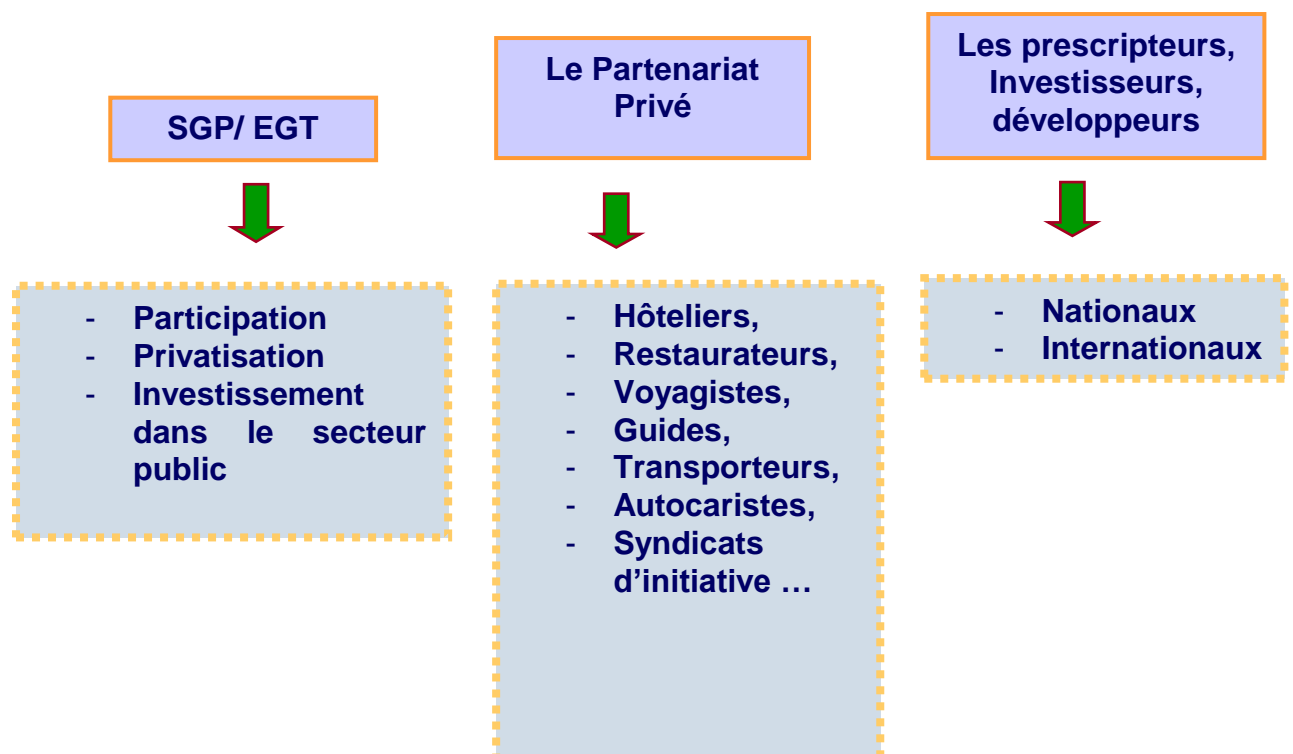 SGP/ EGT
- Participation
- Privatisation
- Investissement
dans le secteur
public
Le Partenariat
Privé
- Hôteliers,
- Restaurateurs,
- Voyagistes,
- Guides,
- Transporteurs,
- Autocaristes,
- Syndicats
d’initiative …
Les prescripteurs,
Investisseurs,
développeurs
- Nationaux
- Internationaux